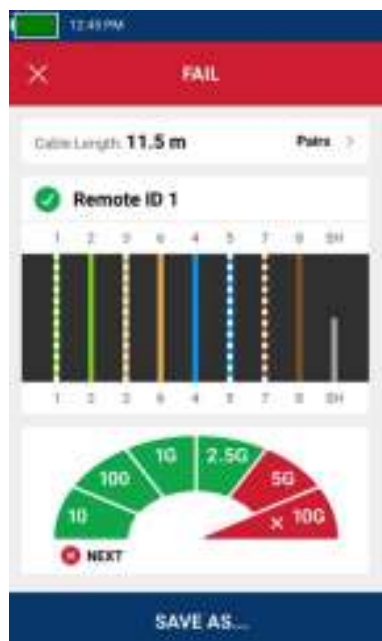 12:45 PM
FAIL
Cable Length: 11.5 m Pairs
Remote ID 1
1 2 3 6 4 5 7 8 SH
1 2 3 6 4 5 7 8 SH
10 100 1G 2.5G 5G 10G
NEXT
SAVE AS...